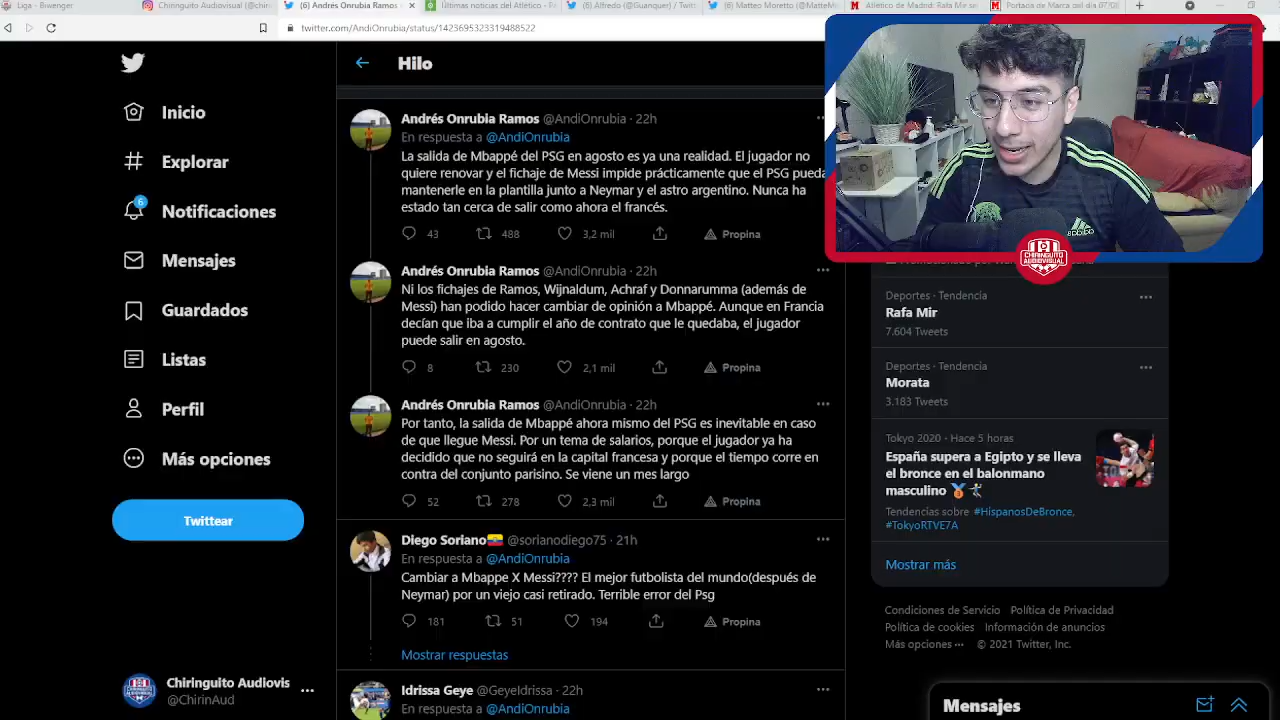 Liga - Biwenger
Chiringuito Audiovisual (@chiri
(6) Andrés Onrubia Ramos
Últimas noticias del Atlético - Pá
(6) Alfredo (@Guanquer) / Twitt
(6) Matteo Moretto (@MatteMo
Atlético de Madrid: Rafa Mir se
Portada de Marca del día 07/08
https://twitter.com/AndiOnrubia/status/1423695323319488522
Hilo
Inicio
Explorar
6
Notificaciones
Mensajes
Guardados
Listas
Perfil
Más opciones
Twittear
Chiringuito Audiovis
@ChirinAud
Andrés Onrubia Ramos @AndiOnrubia · 22h
En respuesta a @AndiOnrubia
La salida de Mbappé del PSG en agosto es ya una realidad. El jugador no
quiere renovar y el fichaje de Messi impide prácticamente que el PSG pueda
mantenerle en la plantilla junto a Neymar y el astro argentino. Nunca ha
estado tan cerca de salir como ahora el francés.
43 488 3,2 mil Propina
Andrés Onrubia Ramos @AndiOnrubia · 22h
Ni los fichajes de Ramos, Wijnaldum, Achraf y Donnarumma (además de
Messi) han podido hacer cambiar de opinión a Mbappé. Aunque en Francia
decían que iba a cumplir el año de contrato que le quedaba, el jugador
puede salir en agosto.
8 230 2,1 mil Propina
Andrés Onrubia Ramos @AndiOnrubia · 22h
Por tanto, la salida de Mbappé ahora mismo del PSG es inevitable en caso
de que llegue Messi. Por un tema de salarios, porque el jugador ya ha
decidido que no seguirá en la capital francesa y porque el tiempo corre en
contra del conjunto parisino. Se viene un mes largo
52 278 2,3 mil Propina
Diego Soriano🇪🇨 @sorianodiego75 · 21h
En respuesta a @AndiOnrubia
Cambiar a Mbappe X Messi???? El mejor futbolista del mundo(después de
Neymar) por un viejo casi retirado. Terrible error del Psg
181 51 194 Propina
Mostrar respuestas
Idrissa Geye @GeyeIdrissa · 22h
En respuesta a @AndiOnrubia
adidas
CHIRINGUITO
AUDIOVISUAL
Deportes · Tendencia
Rafa Mir
7.604 Tweets
Deportes · Tendencia
Morata
3.183 Tweets
Tokyo 2020 · Hace 5 horas
España supera a Egipto y se lleva
el bronce en el balonmano
masculino 🥉🤾
Tendencias sobre #HispanosDeBronce,
#TokyoRTVE7A
Mostrar más
Condiciones de Servicio Política de Privacidad
Política de cookies Información de anuncios
Más opciones ··· © 2021 Twitter, Inc.
Mensajes